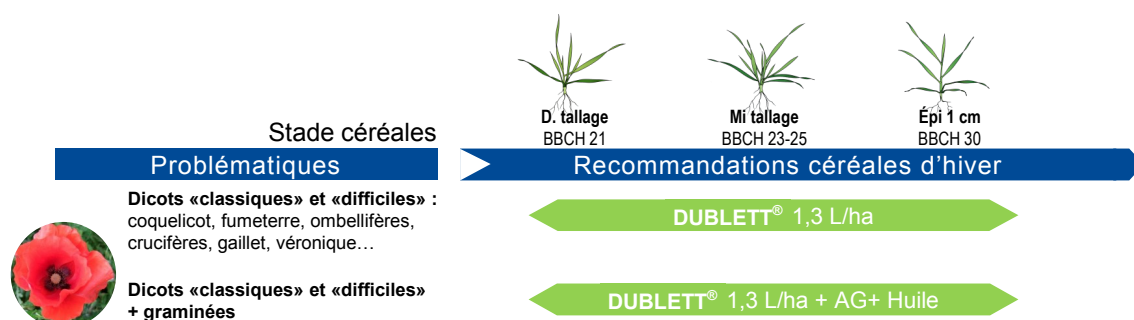 D. tallage
BBCH 21
Mi tallage
BBCH 23-25
Épi 1 cm
BBCH 30
Stade céréales
Problématiques
Recommandations céréales d’hiver
Dicots «classiques» et «difficiles» :
coquelicot, fumeterre, ombellifères,
crucifères, gaillet, véronique…
DUBLETT® 1,3 L/ha
Dicots «classiques» et «difficiles»
+ graminées
DUBLETT® 1,3 L/ha + AG+ Huile